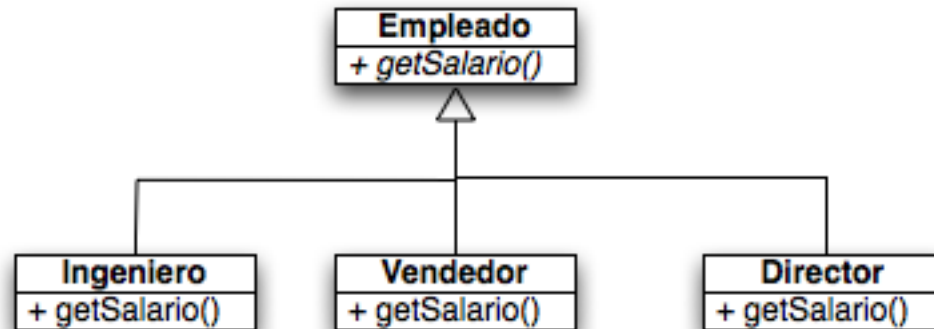 Empleado
+ getSalario()
Ingeniero
+ getSalario()
Vendedor
+ getSalario()
Director
+ getSalario()